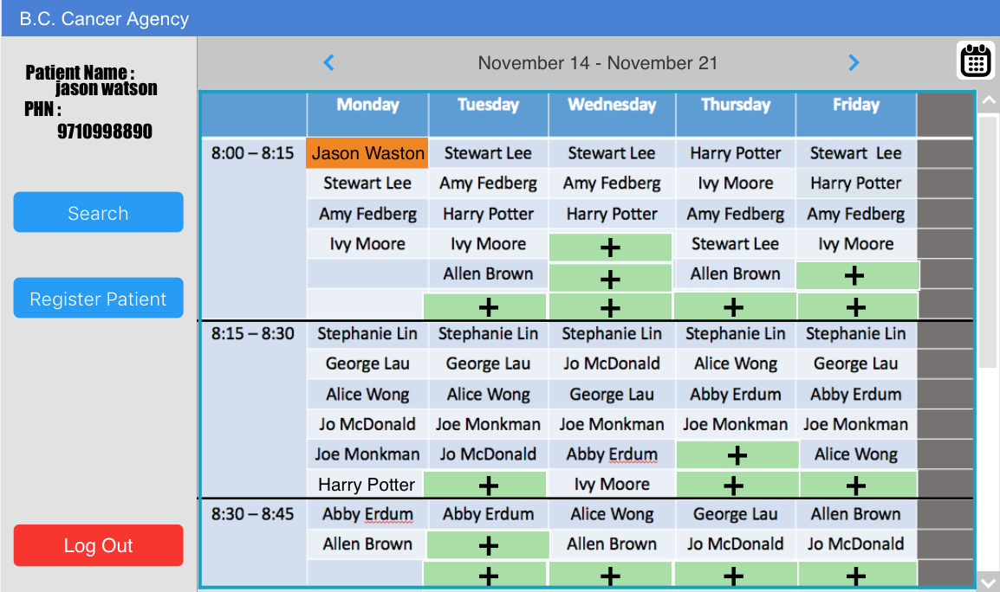 B.C. Cancer Agency
Patient Name :
jason watson
PHN :
9710998890
Search
Register Patient
Log Out
November 14 - November 21
Monday Tuesday Wednesday Thursday Friday
8:00 – 8:15 Jason Waston Stewart Lee Stewart Lee Harry Potter Stewart Lee
Stewart Lee Amy Fedberg Amy Fedberg Ivy Moore Harry Potter
Amy Fedberg Harry Potter Harry Potter Amy Fedberg Amy Fedberg
Ivy Moore Ivy Moore + Stewart Lee Ivy Moore
Allen Brown + Allen Brown +
+ + + +
8:15 – 8:30 Stephanie Lin Stephanie Lin Stephanie Lin Stephanie Lin Stephanie Lin
George Lau George Lau Jo McDonald Alice Wong George Lau
Alice Wong Alice Wong George Lau Abby Erdum Abby Erdum
Jo McDonald Joe Monkman Joe Monkman Joe Monkman Joe Monkman
Joe Monkman Jo McDonald Abby Erdum + Alice Wong
Harry Potter + Ivy Moore + +
8:30 – 8:45 Abby Erdum Abby Erdum Alice Wong George Lau Allen Brown
Allen Brown + Allen Brown Jo McDonald Jo McDonald
+ + + +